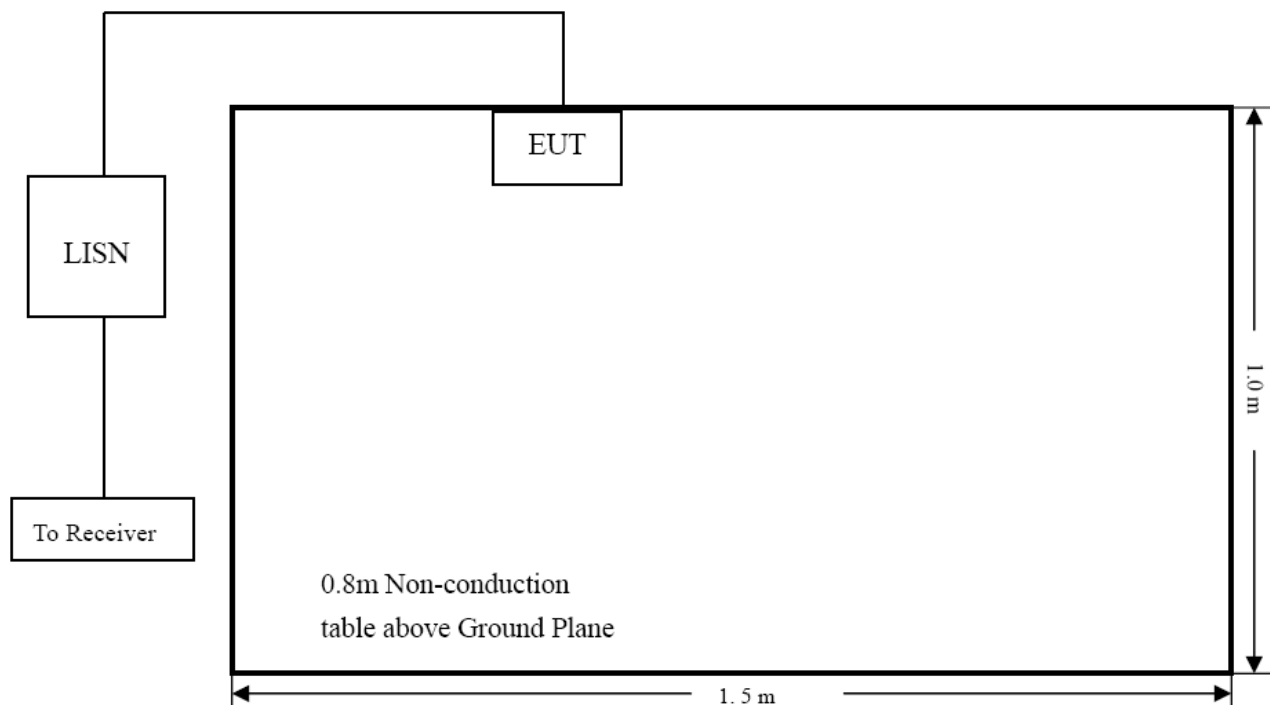 EUT
LISN
To Receiver
0.8m Non-conduction
table above Ground Plane
1.0 m
1. 5 m